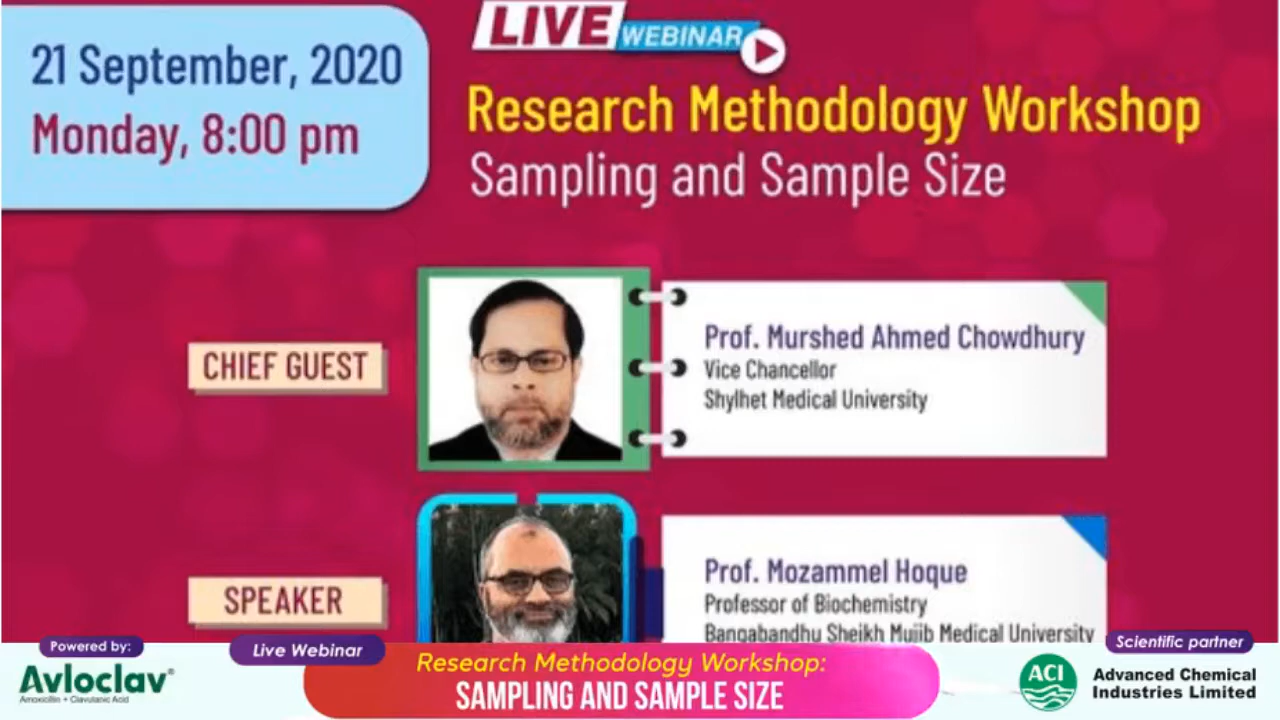 21 September, 2020
Monday, 8:00 pm
LIVE WEBINAR
Research Methodology Workshop
Sampling and Sample Size
CHIEF GUEST
Prof. Murshed Ahmed Chowdhury
Vice Chancellor
Shylhet Medical University
SPEAKER
Prof. Mozammel Hoque
Professor of Biochemistry
Bangabandhu Sheikh Mujib Medical University
Powered by:
Avloclav®
Amoxicillin + Clavulanic Acid
Live Webinar
Research Methodology Workshop:
SAMPLING AND SAMPLE SIZE
Scientific partner
ACI
Advanced Chemical
Industries Limited